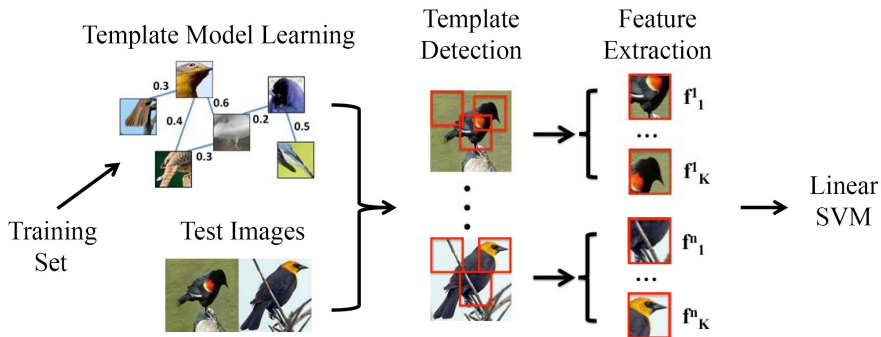 Template Model Learning
0.3
0.6
0.4
0.2
0.5
0.3
Training
Set
Test Images
Template
Detection
Feature
Extraction
f¹₁
...
f¹K
fⁿ₁
...
fⁿK
Linear
SVM